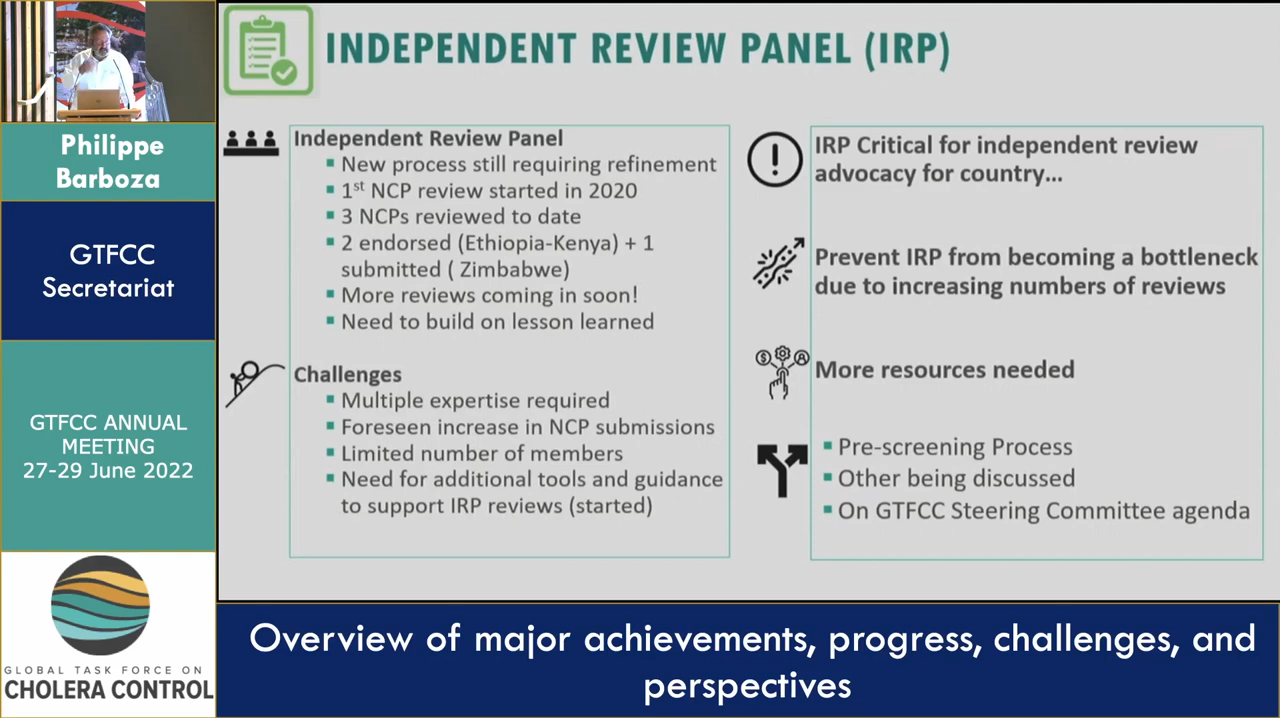 INDEPENDENT REVIEW PANEL (IRP)
Philippe
Barboza
GTFCC
Secretariat
GTFCC ANNUAL
MEETING
27-29 June 2022
GLOBAL TASK FORCE ON
CHOLERA CONTROL
Independent Review Panel
▪ New process still requiring refinement
▪ 1st NCP review started in 2020
▪ 3 NCPs reviewed to date
▪ 2 endorsed (Ethiopia-Kenya) + 1
submitted ( Zimbabwe)
▪ More reviews coming in soon!
▪ Need to build on lesson learned
Challenges
▪ Multiple expertise required
▪ Foreseen increase in NCP submissions
▪ Limited number of members
▪ Need for additional tools and guidance
to support IRP reviews (started)
IRP Critical for independent review
advocacy for country...
Prevent IRP from becoming a bottleneck
due to increasing numbers of reviews
More resources needed
▪ Pre-screening Process
▪ Other being discussed
▪ On GTFCC Steering Committee agenda
Overview of major achievements, progress, challenges, and
perspectives